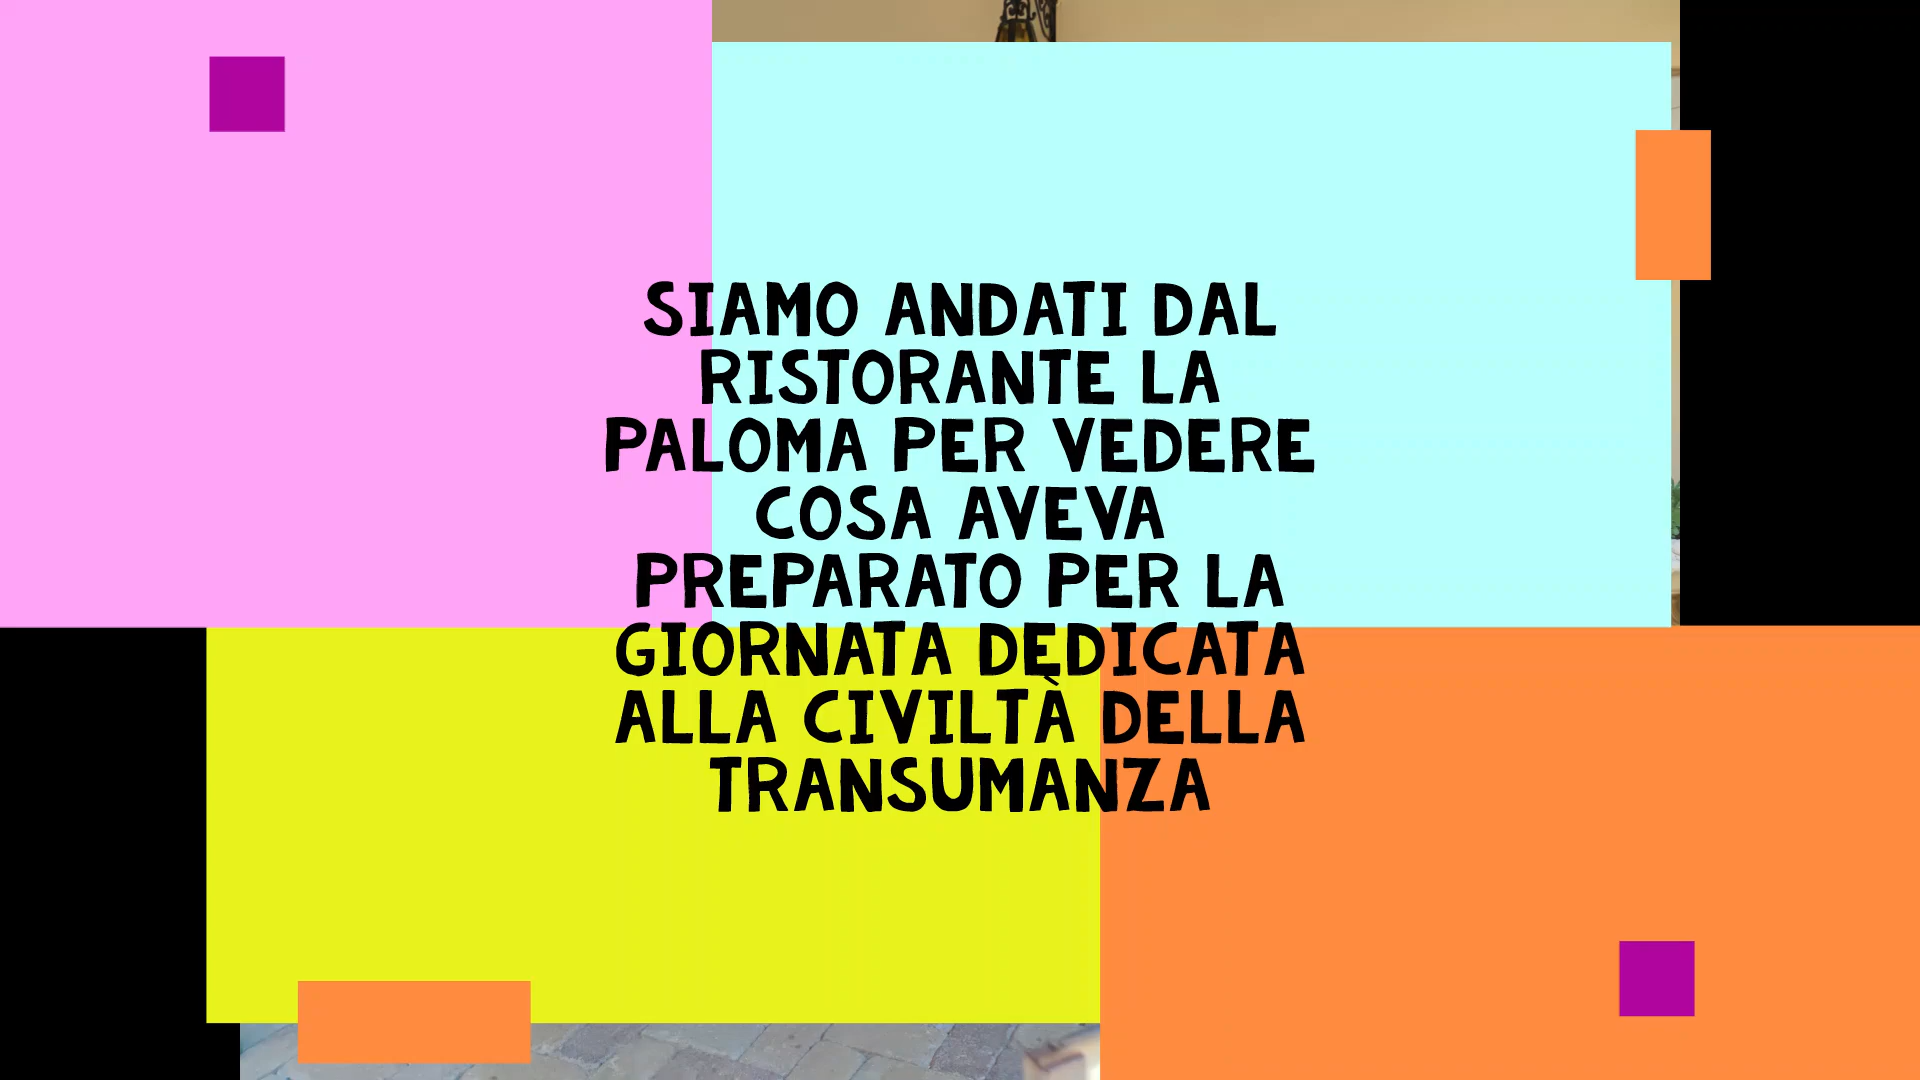 SIAMO ANDATI DAL
RISTORANTE LA
PALOMA PER VEDERE
COSA AVEVA
PREPARATO PER LA
GIORNATA DEDICATA
ALLA CIVILTÀ DELLA
TRANSUMANZA